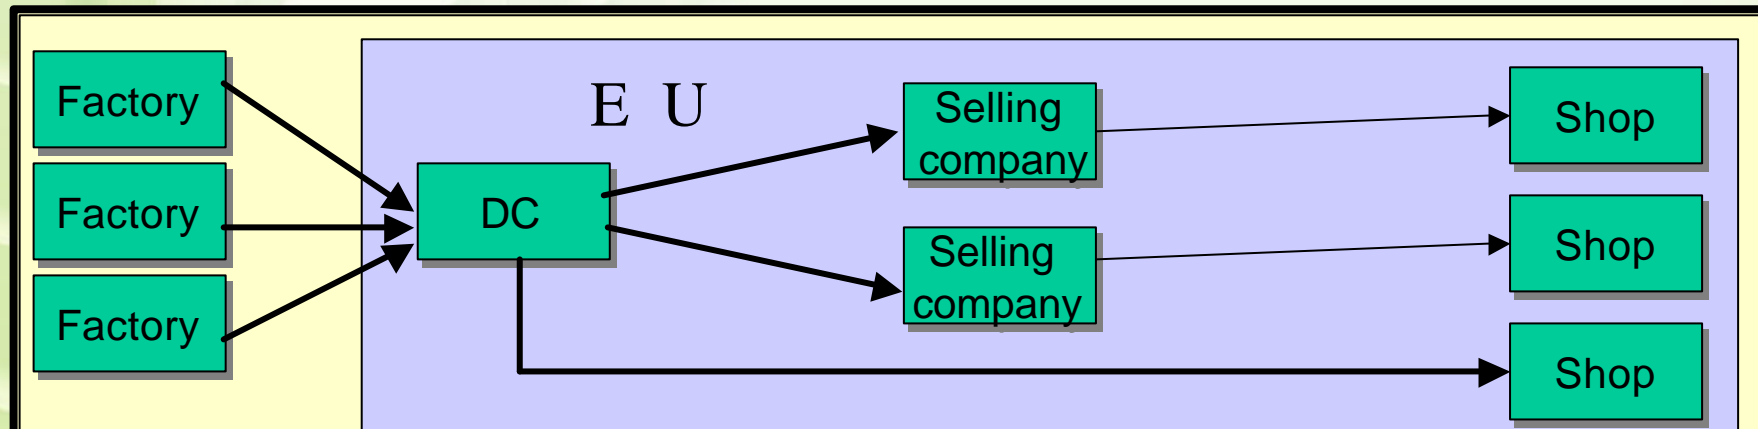 Factory
Factory
Factory
E U
DC
Selling
company
Selling
company
Shop
Shop
Shop